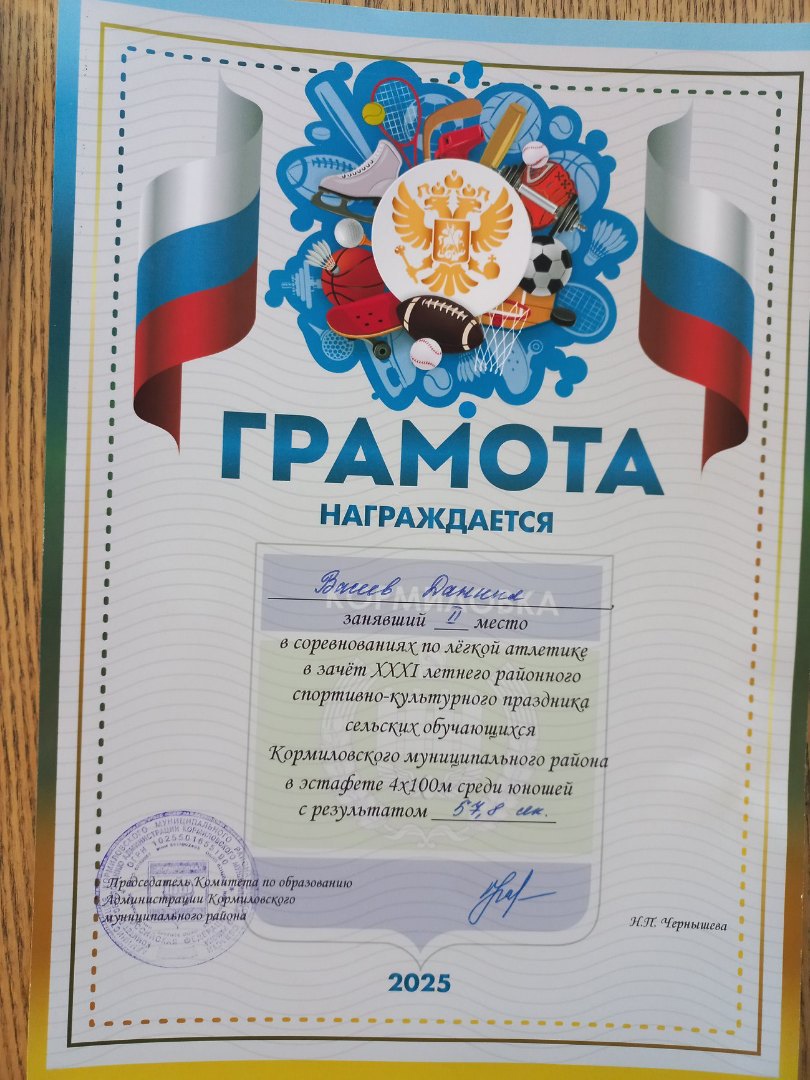 ГРАМОТА
НАГРАЖДАЕТСЯ
КОРМИЛОВКА
Даниил
занявший II место
в соревнованиях по лёгкой атлетике
в зачёт XXXI летнего районного
спортивно-культурного праздника
сельских обучающихся
Кормиловского муниципального района
в эстафете 4х100м среди юношей
с результатом 57,8 сек.
Председатель Комитета по образованию
Администрации Кормиловского
муниципального района
Н.П. Чернышева
2025